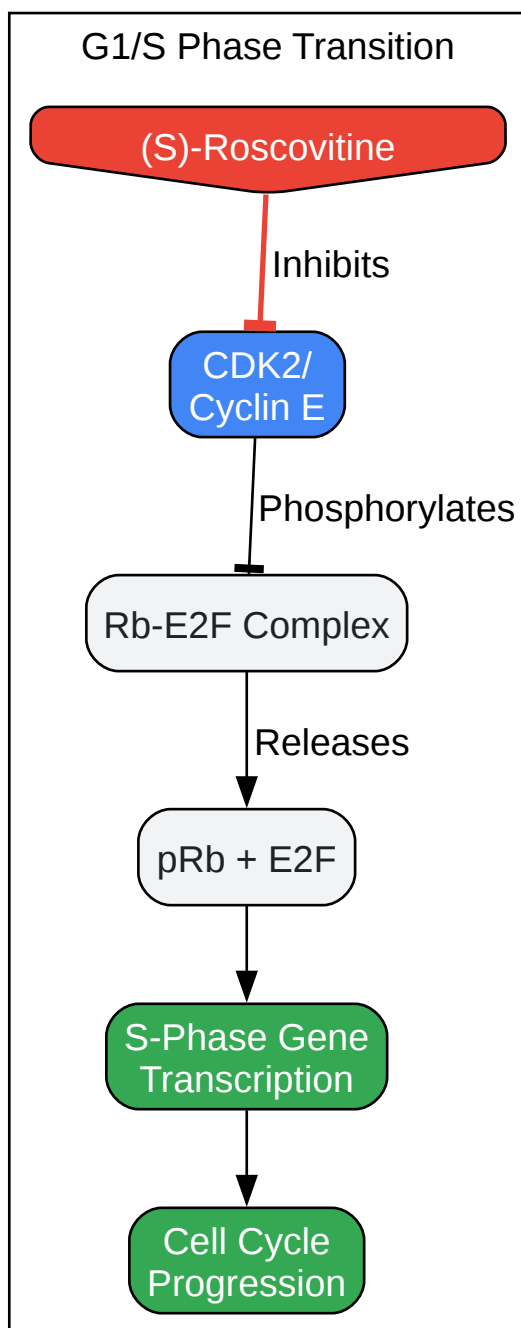 G1/S Phase Transition
(S)-Roscovitine
Inhibits
CDK2/
Cyclin E
Phosphorylates
Rb-E2F Complex
Releases
pRb + E2F
S-Phase Gene
Transcription
Cell Cycle
Progression